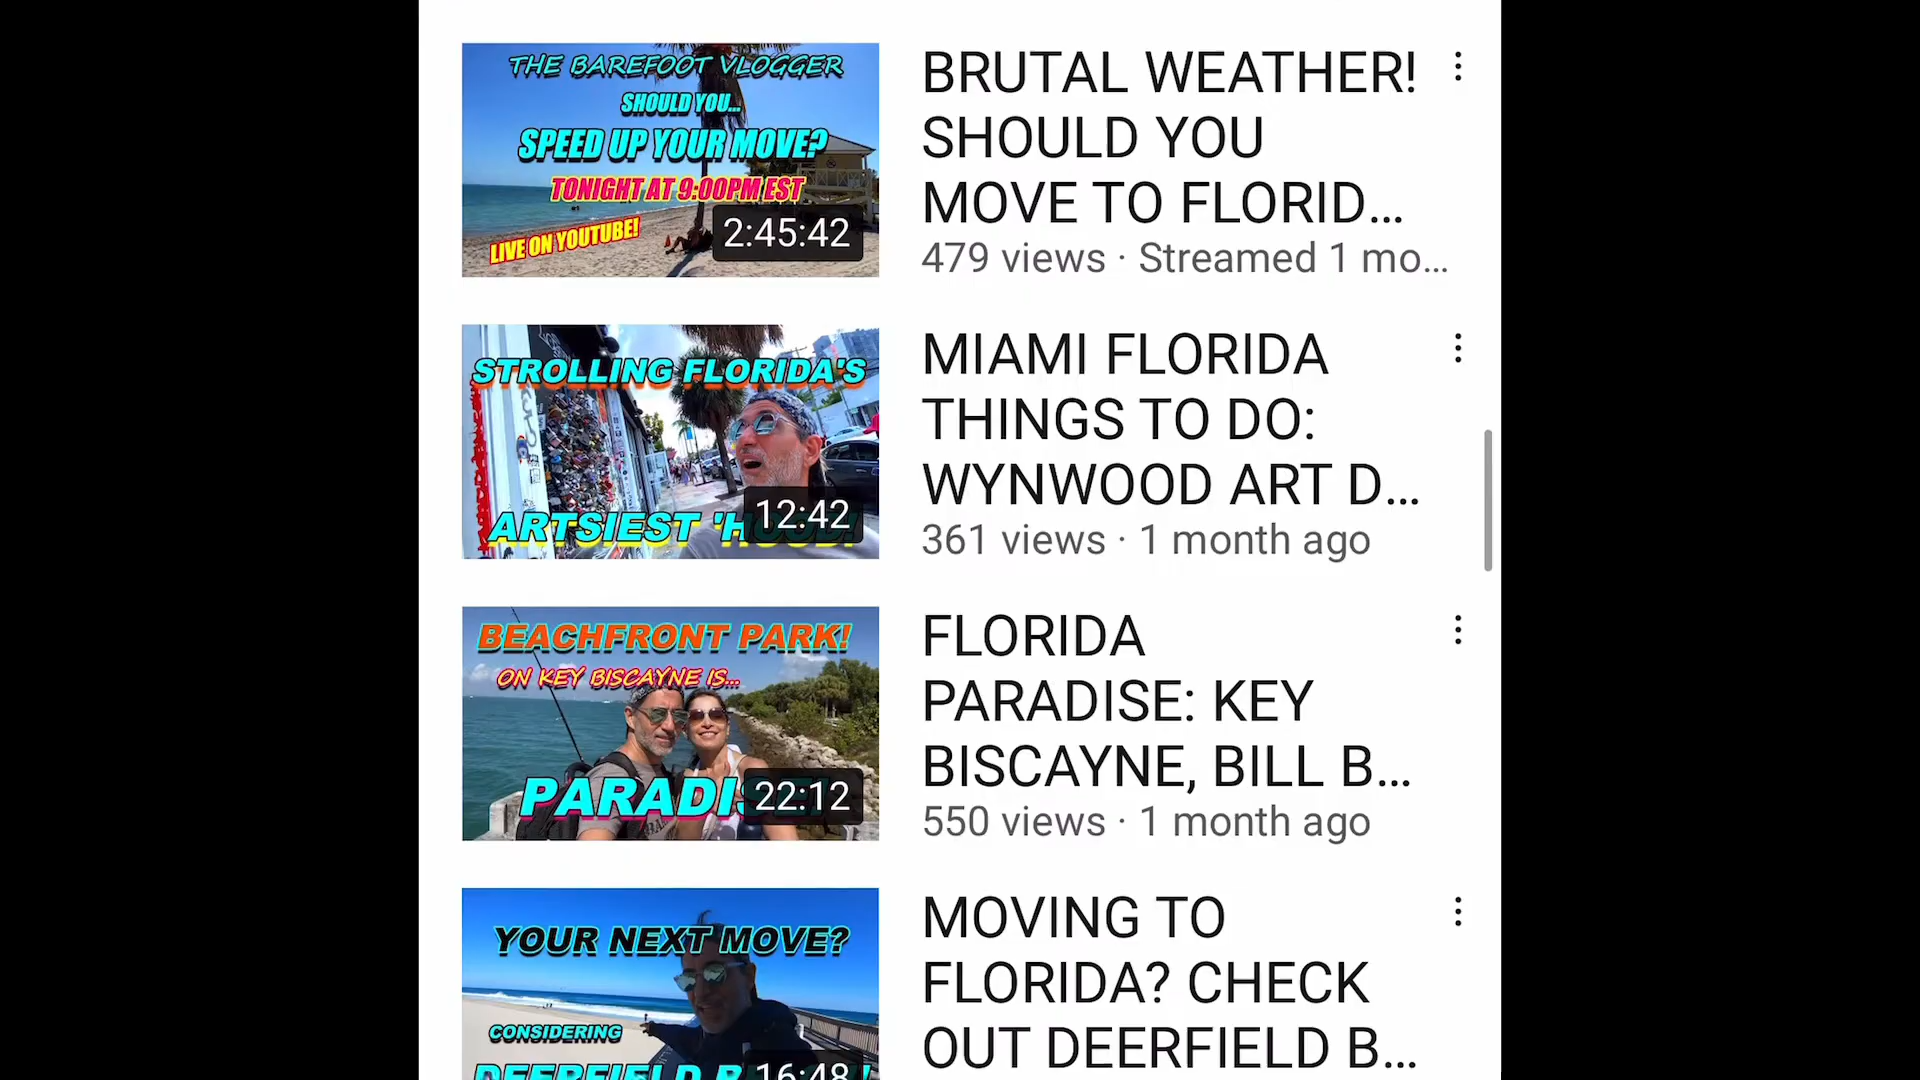 THE BAREFOOT VLOGGER
SHOULD YOU...
SPEED UP YOUR MOVE?
TONIGHT AT 9:00PM EST
LIVE ON YOUTUBE!
2:45:42
BRUTAL WEATHER!
SHOULD YOU
MOVE TO FLORID...
479 views · Streamed 1 mo...
STROLLING FLORIDA'S
ARTSIEST 'HOOD!
12:42
MIAMI FLORIDA
THINGS TO DO:
WYNWOOD ART D...
361 views · 1 month ago
BEACHFRONT PARK!
ON KEY BISCAYNE IS...
PARADISE!
22:12
FLORIDA
PARADISE: KEY
BISCAYNE, BILL B...
550 views · 1 month ago
YOUR NEXT MOVE?
CONSIDERING
DEERFIELD B
16:48
MOVING TO
FLORIDA? CHECK
OUT DEERFIELD B...